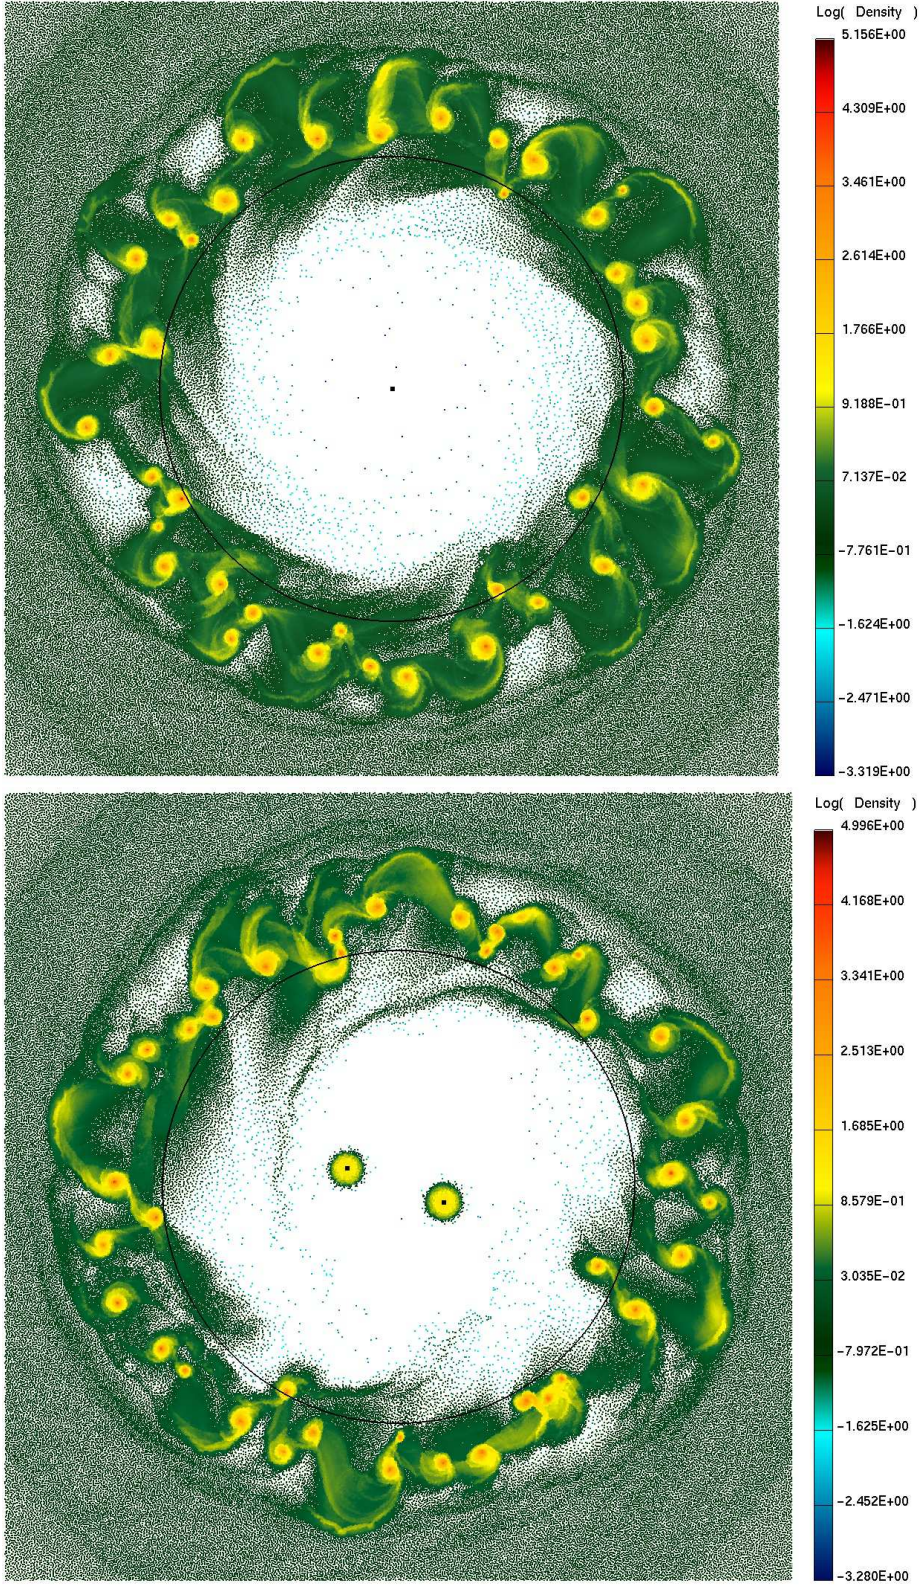 Log( Density )
5.156E+00
4.309E+00
3.461E+00
2.614E+00
1.766E+00
9.188E-01
7.137E-02
-7.761E-01
-1.624E+00
-2.471E+00
-3.319E+00
Log( Density )
4.996E+00
4.168E+00
3.341E+00
2.513E+00
1.685E+00
8.579E-01
3.035E-02
-7.972E-01
-1.625E+00
-2.452E+00
-3.280E+00